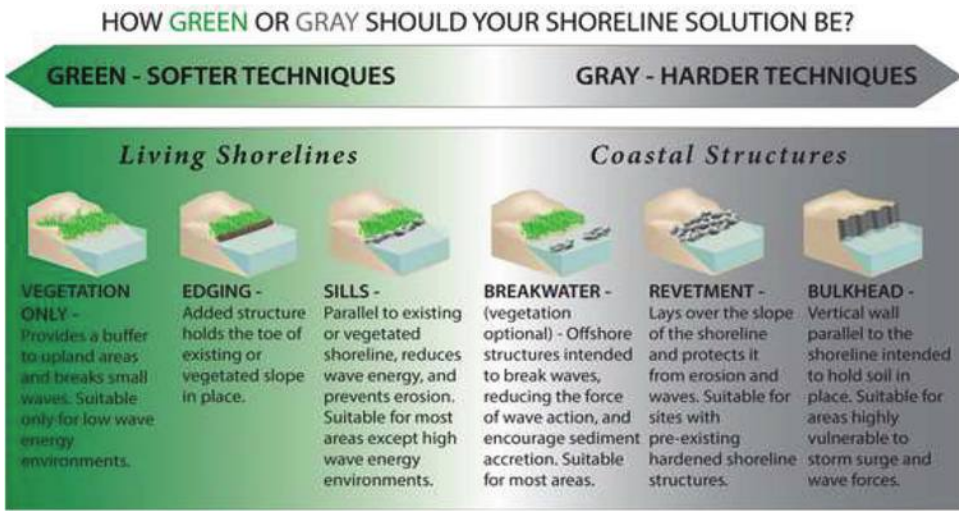 HOW GREEN OR GRAY SHOULD YOUR SHORELINE SOLUTION BE?
GREEN - SOFTER TECHNIQUES
GRAY - HARDER TECHNIQUES
Living Shorelines
Coastal Structures
VEGETATION
ONLY -
Provides a buffer
to upland areas
and breaks small
waves. Suitable
only for low wave
energy
environments.
EDGING -
Added structure
holds the toe of
existing or
vegetated slope
in place.
SILLS -
Parallel to existing
or vegetated
shoreline, reduces
wave energy, and
prevents erosion.
Suitable for most
areas except high
wave energy
environments.
BREAKWATER -
(vegetation
optional) - Offshore
structures intended
to break waves,
reducing the force
of wave action, and
encourage sediment
accretion. Suitable
for most areas.
REVETMENT -
Lays over the slope
of the shoreline
and protects it
from erosion and
waves. Suitable for
sites with
pre-existing
hardened shoreline
structures.
BULKHEAD -
Vertical wall
parallel to the
shoreline intended
to hold soil in
place. Suitable for
areas highly
vulnerable to
storm surge and
wave forces.